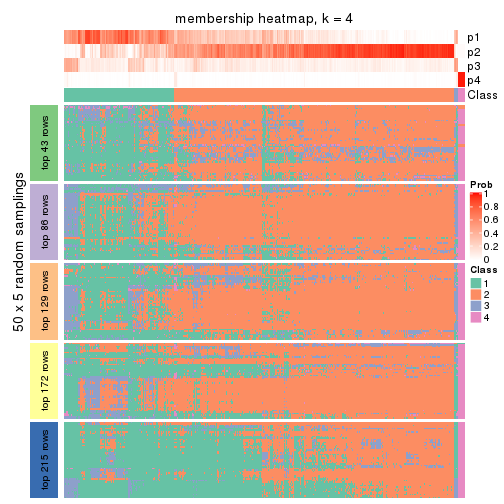 membership heatmap, k = 4
p1
p2
p3
p4
Class
50 x 5 random samplings
top 43 rows
top 86 rows
top 129 rows
top 172 rows
top 215 rows
Prob
1
0.8
0.6
0.4
0.2
0
Class
1
2
3
4